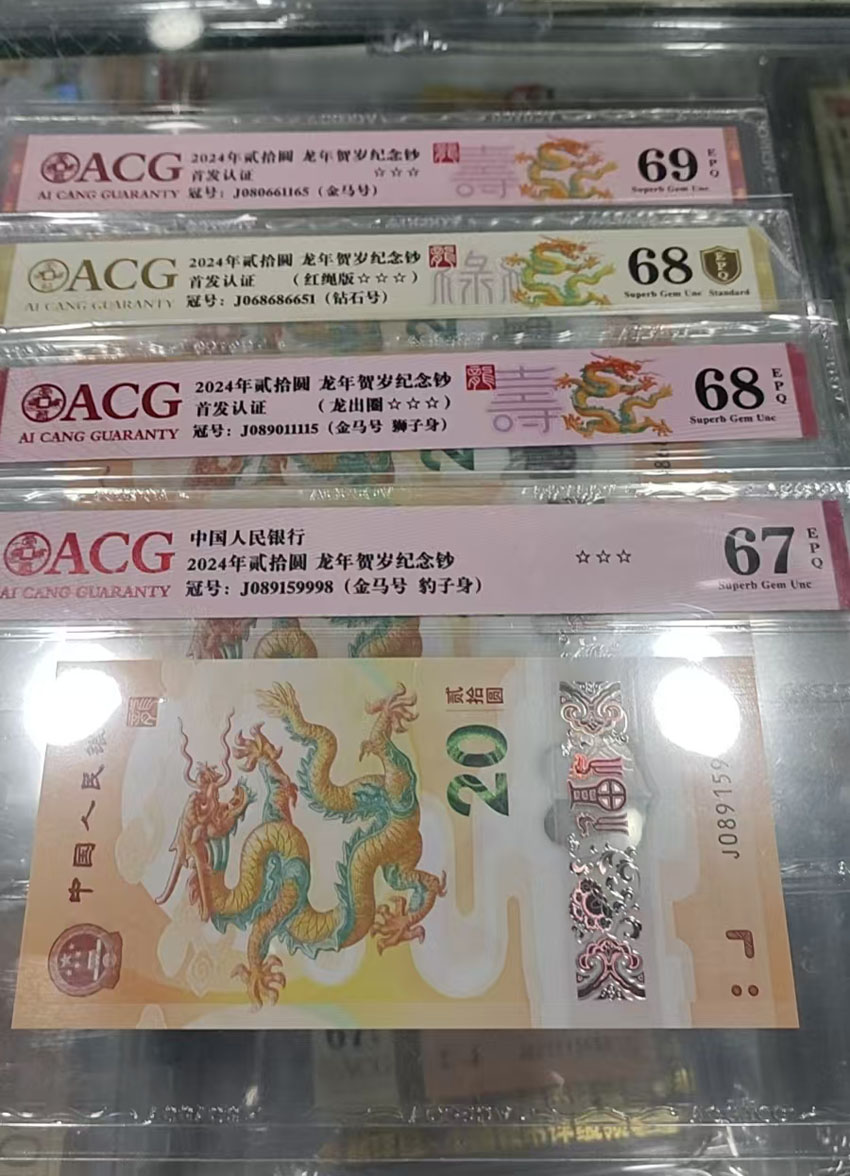 ACG
AI CANG GUARANTY
2024年贰拾圆 龙年贺岁纪念钞
首发认证 ☆☆☆
冠号：J080661165（金马号）
龍
壽
69
EPQ
Superb Gem Unc
ACG
AI CANG GUARANTY
2024年贰拾圆 龙年贺岁纪念钞
首发认证 （红绳版☆☆☆）
冠号：J068686651（钻石号）
龍
禄
68
EPQ
Superb Gem Unc Standard
ACG
AI CANG GUARANTY
2024年贰拾圆 龙年贺岁纪念钞
首发认证 （龙出圈☆☆☆）
冠号：J089011115（金马号 狮子身）
龍
壽
68
EPQ
Superb Gem Unc
ACG
AI CANG GUARANTY
中国人民银行
2024年贰拾圆 龙年贺岁纪念钞 ☆☆☆
冠号：J089159998（金马号 豹子身）
67
EPQ
Superb Gem Unc
中国人民银
贰拾圆
20
福
J089159